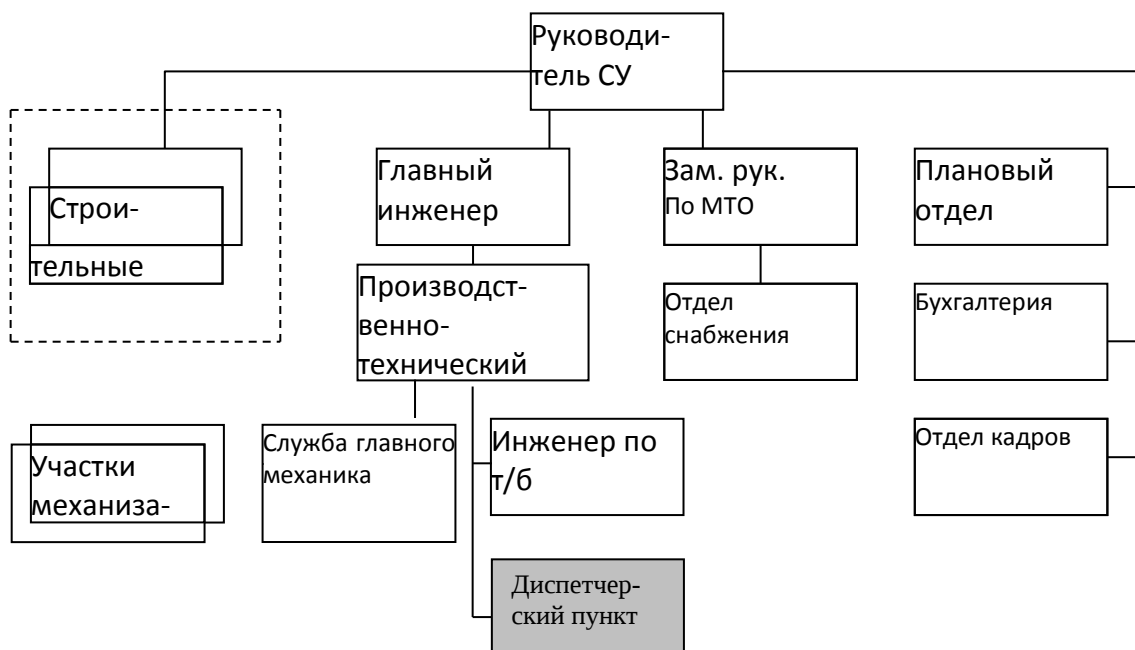 Руководи-
тель СУ
Строи-
тельные
Главный
инженер
Зам. рук.
По МТО
Плановый
отдел
Производст-
венно-
технический
Отдел
снабжения
Бухгалтерия
Участки
механиза-
Служба главного
механика
Инженер по
т/б
Отдел кадров
Диспетчер-
ский пункт